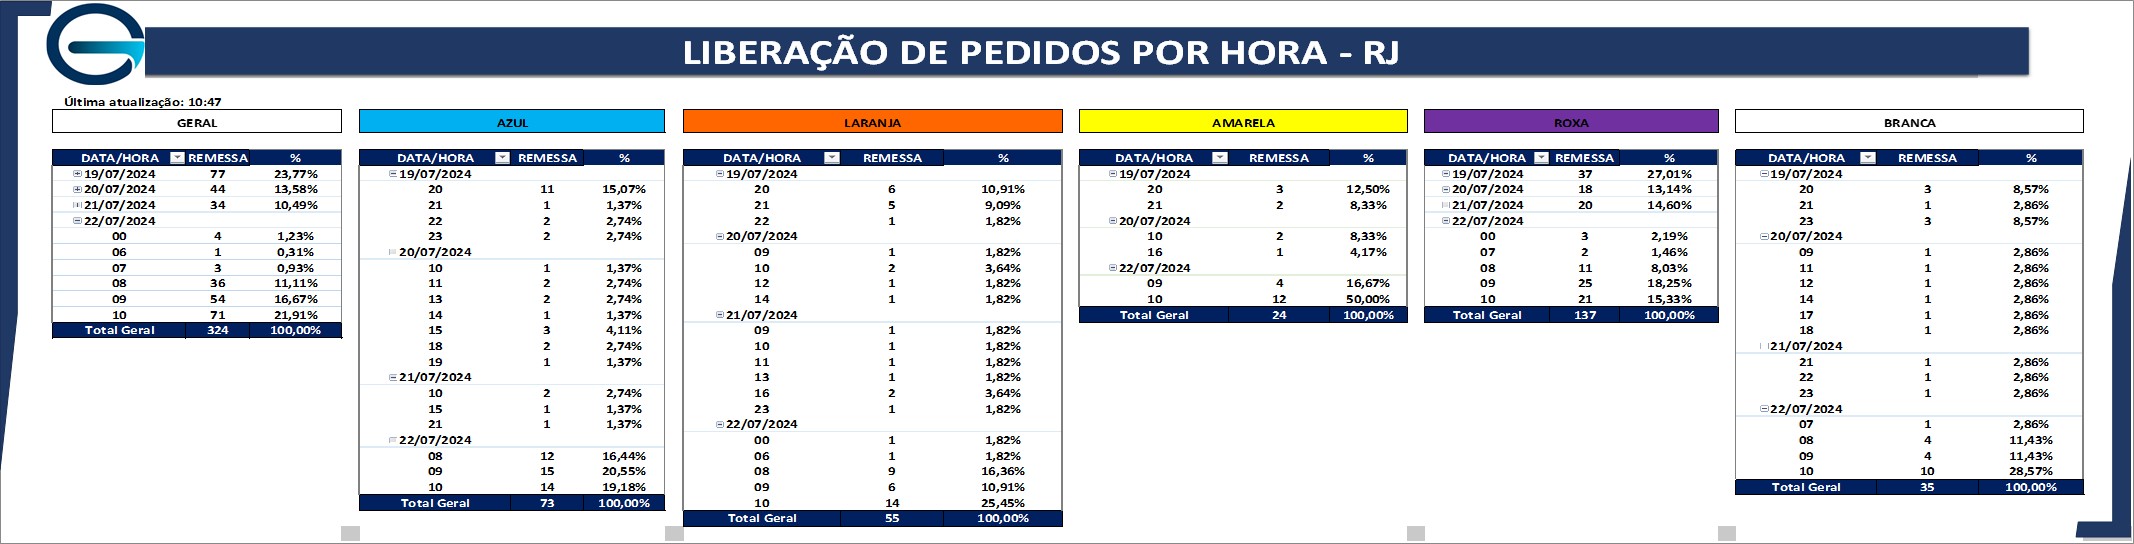 LIBERAÇÃO DE PEDIDOS POR HORA - RJ
Última atualização: 10:47
GERAL
DATA/HORA REMESSA %
19/07/2024 77 23,77%
20/07/2024 44 13,58%
21/07/2024 34 10,49%
22/07/2024
00 4 1,23%
06 1 0,31%
07 3 0,93%
08 36 11,11%
09 54 16,67%
10 71 21,91%
Total Geral 324 100,00%
AZUL
DATA/HORA REMESSA %
19/07/2024
20 11 15,07%
21 1 1,37%
22 2 2,74%
23 2 2,74%
20/07/2024
10 1 1,37%
11 2 2,74%
13 2 2,74%
14 1 1,37%
15 3 4,11%
18 2 2,74%
19 1 1,37%
21/07/2024
10 2 2,74%
15 1 1,37%
21 1 1,37%
22/07/2024
08 12 16,44%
09 15 20,55%
10 14 19,18%
Total Geral 73 100,00%
LARANJA
DATA/HORA REMESSA %
19/07/2024
20 6 10,91%
21 5 9,09%
22 1 1,82%
20/07/2024
09 1 1,82%
10 2 3,64%
12 1 1,82%
14 1 1,82%
21/07/2024
09 1 1,82%
10 1 1,82%
11 1 1,82%
13 1 1,82%
16 2 3,64%
23 1 1,82%
22/07/2024
00 1 1,82%
06 1 1,82%
08 9 16,36%
09 6 10,91%
10 14 25,45%
Total Geral 55 100,00%
AMARELA
DATA/HORA REMESSA %
19/07/2024
20 3 12,50%
21 2 8,33%
20/07/2024
10 2 8,33%
16 1 4,17%
22/07/2024
09 4 16,67%
10 12 50,00%
Total Geral 24 100,00%
ROXA
DATA/HORA REMESSA %
19/07/2024 37 27,01%
20/07/2024 18 13,14%
21/07/2024 20 14,60%
22/07/2024
00 3 2,19%
07 2 1,46%
08 11 8,03%
09 25 18,25%
10 21 15,33%
Total Geral 137 100,00%
BRANCA
DATA/HORA REMESSA %
19/07/2024
20 3 8,57%
21 1 2,86%
23 3 8,57%
20/07/2024
09 1 2,86%
11 1 2,86%
12 1 2,86%
14 1 2,86%
17 1 2,86%
18 1 2,86%
21/07/2024
21 1 2,86%
22 1 2,86%
23 1 2,86%
22/07/2024
07 1 2,86%
08 4 11,43%
09 4 11,43%
10 10 28,57%
Total Geral 35 100,00%